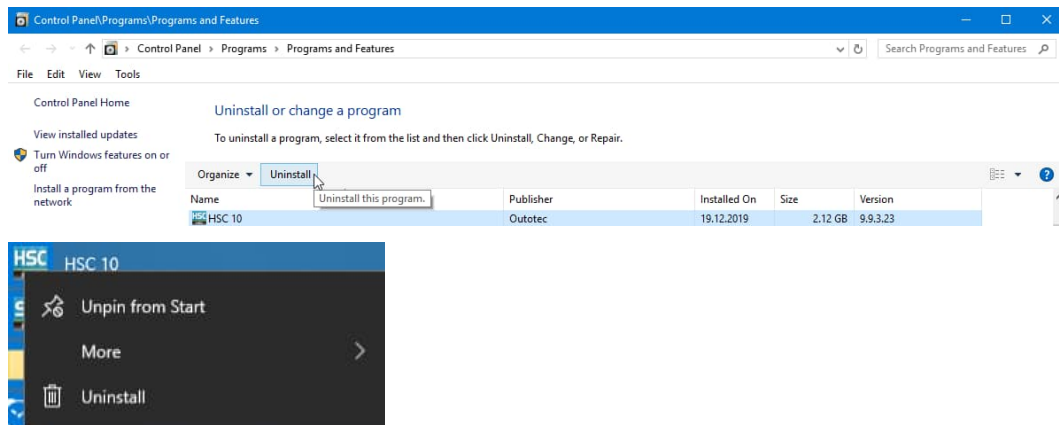 Control Panel\Programs\Programs and Features
Control Panel > Programs > Programs and Features
Search Programs and Features
File Edit View Tools
Control Panel Home
View installed updates
Turn Windows features on or
off
Install a program from the
network
Uninstall or change a program
To uninstall a program, select it from the list and then click Uninstall, Change, or Repair.
Organize Uninstall
Uninstall this program.
Name Publisher Installed On Size Version
HSC HSC 10 Outotec 19.12.2019 2.12 GB 9.9.3.23
HSC HSC 10
Unpin from Start
More
Uninstall